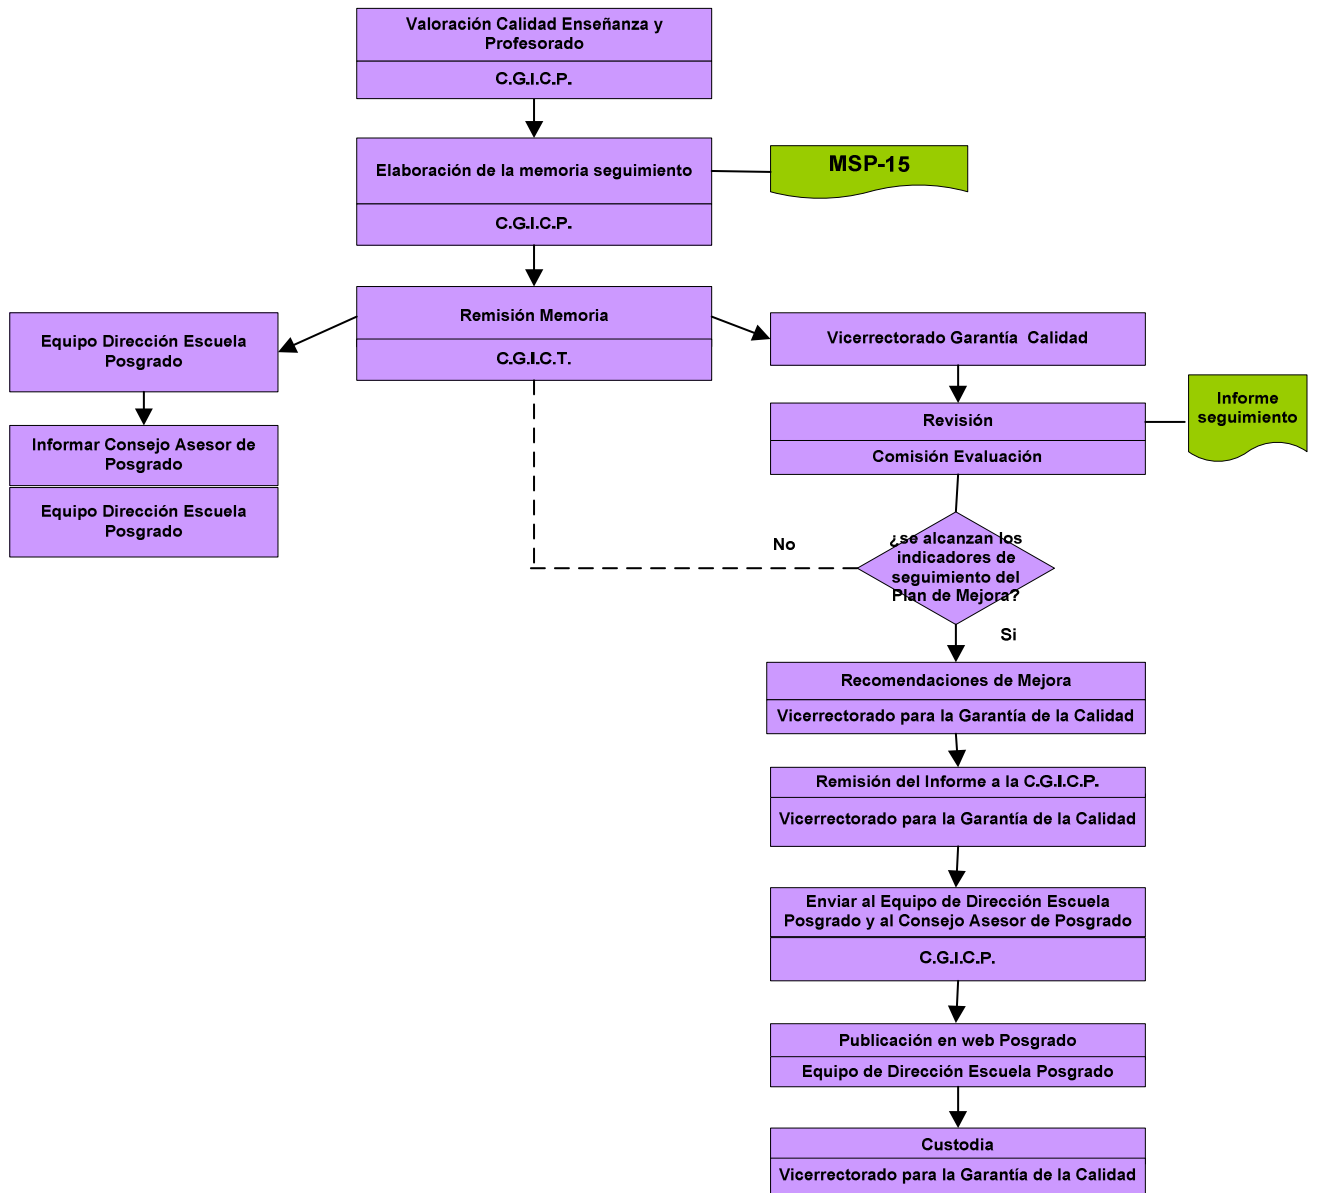 Valoración Calidad Enseñanza y
Profesorado
C.G.I.C.P.
Elaboración de la memoria seguimiento
C.G.I.C.P.
MSP-15
Remisión Memoria
C.G.I.C.T.
Equipo Dirección Escuela
Posgrado
Informar Consejo Asesor de
Posgrado
Equipo Dirección Escuela
Posgrado
Vicerrectorado Garantía  Calidad
Revisión
Comisión Evaluación
Informe
seguimiento
¿se alcanzan los
indicadores de
seguimiento del
Plan de Mejora?
No
Si
Recomendaciones de Mejora
Vicerrectorado para la Garantía de la Calidad
Remisión del Informe a la C.G.I.C.P.
Vicerrectorado para la Garantía de la Calidad
Enviar al Equipo de Dirección Escuela
Posgrado y al Consejo Asesor de Posgrado
C.G.I.C.P.
Publicación en web Posgrado
Equipo de Dirección Escuela Posgrado
Custodia
Vicerrectorado para la Garantía de la Calidad